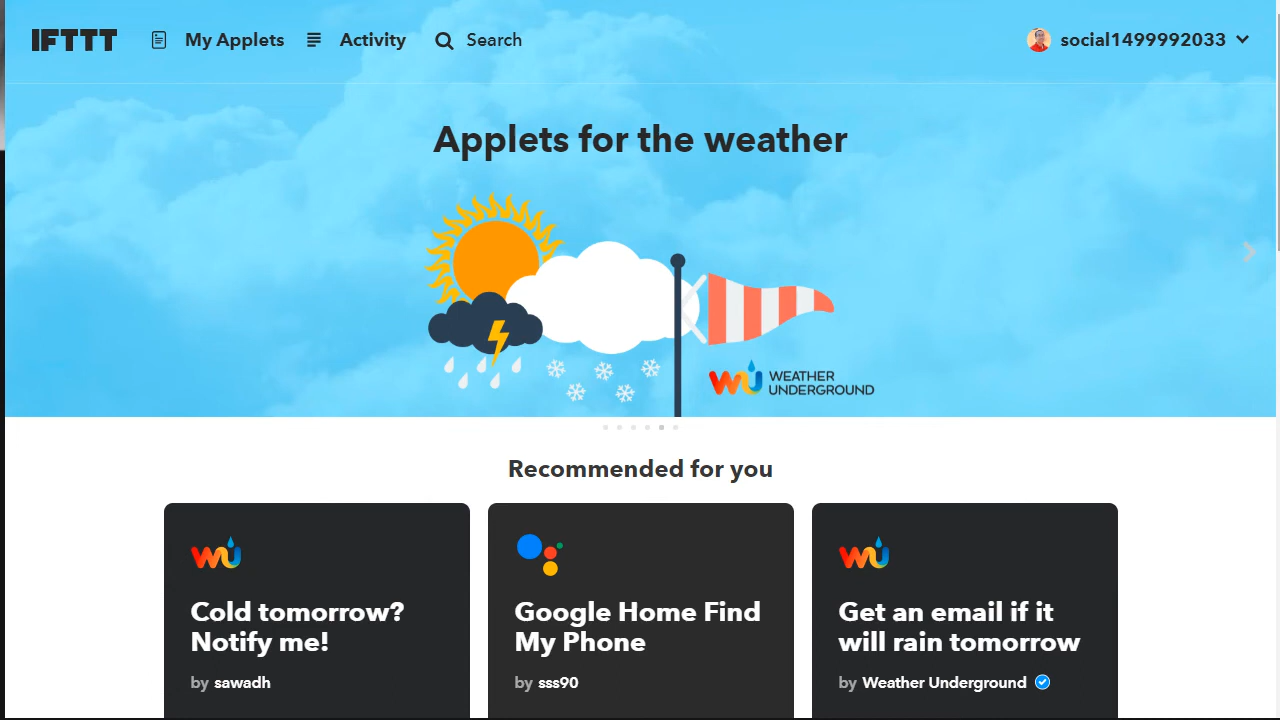 IFTTT My Applets Activity Search social1499992033
Applets for the weather
WEATHER
UNDERGROUND
Recommended for you
Cold tomorrow?
Notify me!
by sawadh
Google Home Find
My Phone
by sss90
Get an email if it
will rain tomorrow
by Weather Underground